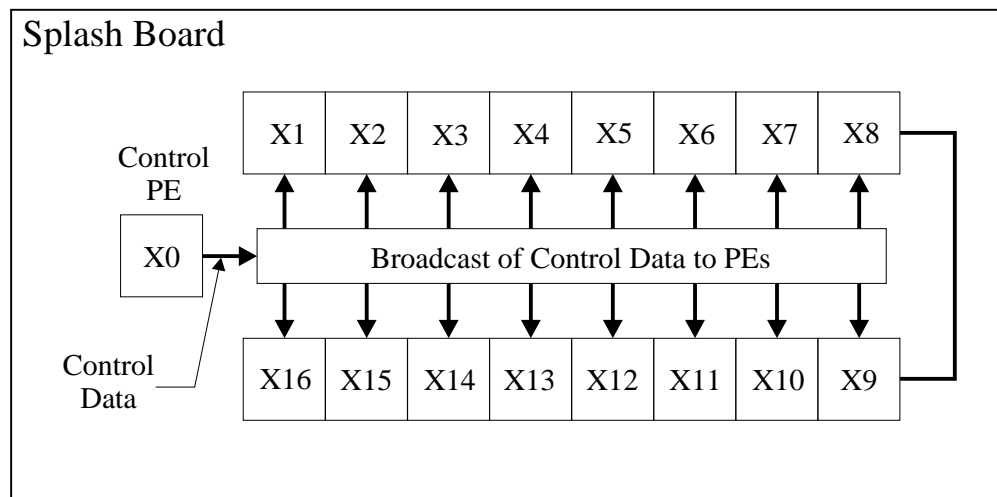 Splash Board
X1 X2 X3 X4 X5 X6 X7 X8
Control
PE
X0
Broadcast of Control Data to PEs
Control
Data
X16 X15 X14 X13 X12 X11 X10 X9